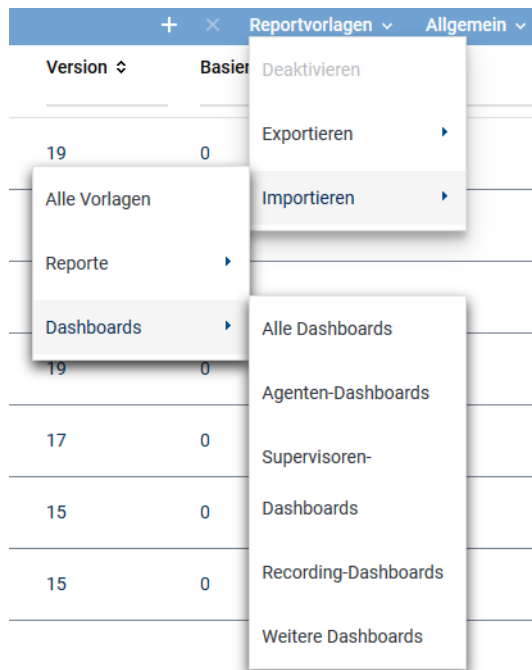 Reportvorlagen Allgemein
Version Basier
Deaktivieren
Exportieren
19 0
Importieren
Alle Vorlagen
Reporte
Dashboards
Alle Dashboards
19 0
Agenten-Dashboards
17 0
Supervisoren-
Dashboards
15 0
Recording-Dashboards
15 0
Weitere Dashboards